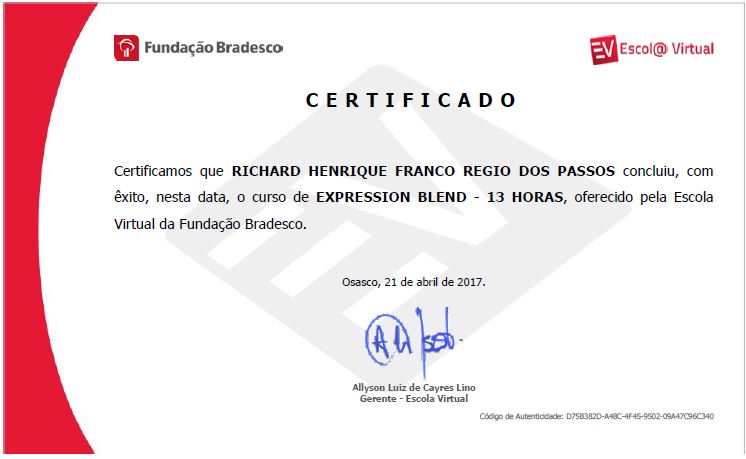 Fundação Bradesco
EV Escol@ Virtual
CERTIFICADO
Certificamos que RICHARD HENRIQUE FRANCO REGIO DOS PASSOS concluiu, com
êxito, nesta data, o curso de EXPRESSION BLEND - 13 HORAS, oferecido pela Escola
Virtual da Fundação Bradesco.
Osasco, 21 de abril de 2017.
Allyson Luiz de Cayres Lino
Gerente - Escola Virtual
Código de Autenticidade: D75B382D-A48C-4F45-9502-09A47C96C340